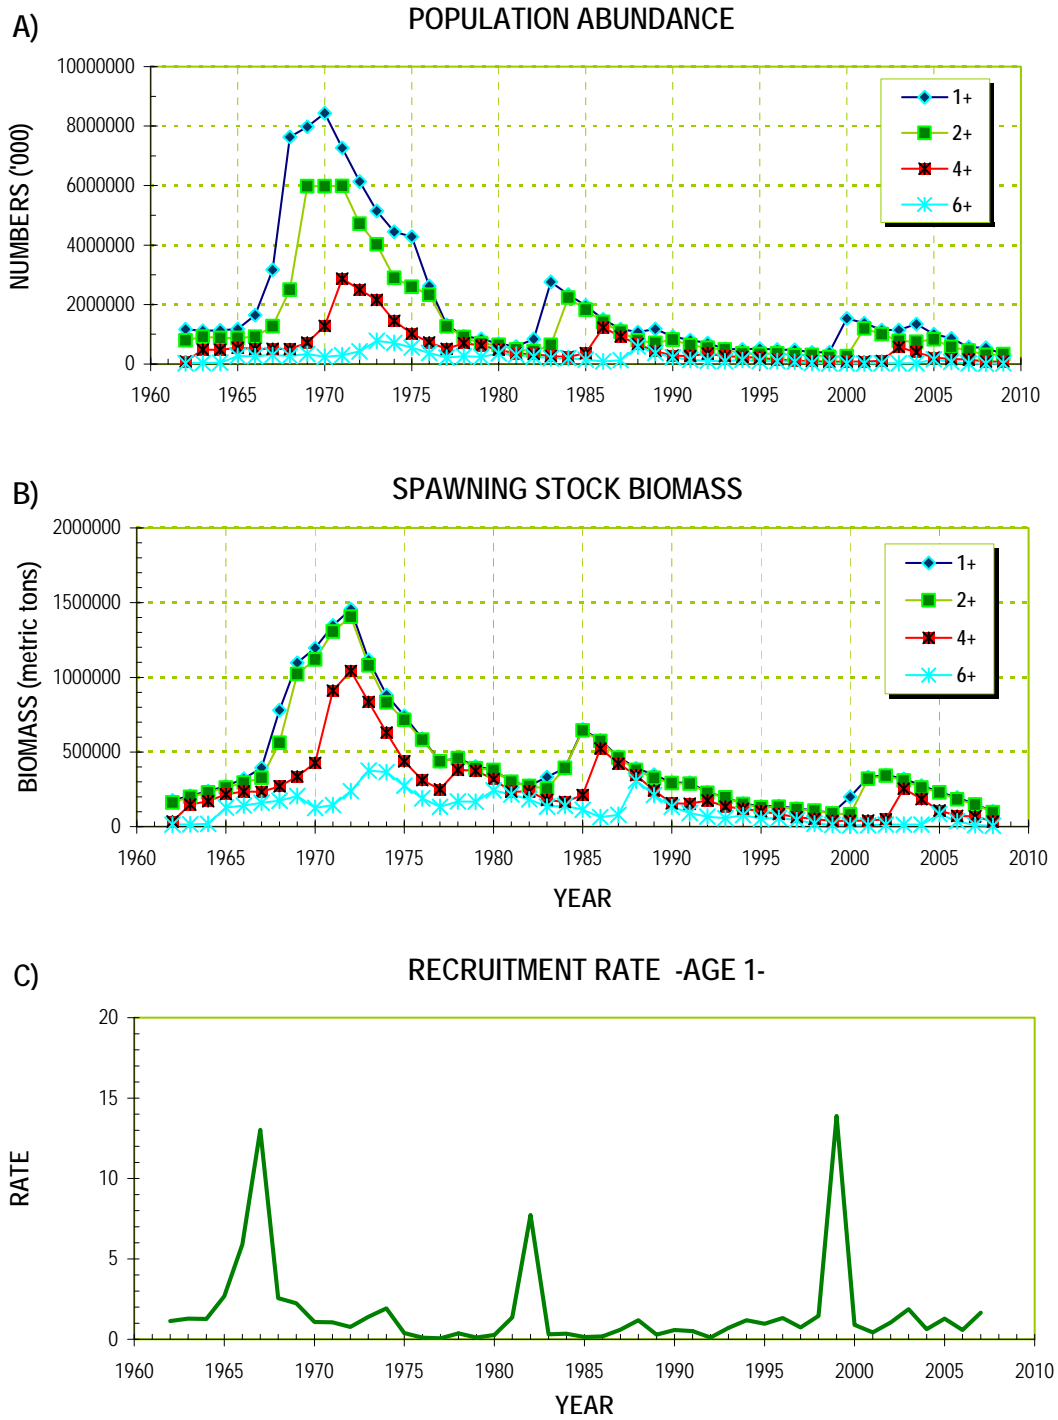 A)
POPULATION ABUNDANCE
NUMBERS ('000)
10000000
8000000
6000000
4000000
2000000
0
1960 1965 1970 1975 1980 1985 1990 1995 2000 2005 2010
1+
2+
4+
6+
B)
SPAWNING STOCK BIOMASS
BIOMASS (metric tons)
2000000
1500000
1000000
500000
0
1960 1965 1970 1975 1980 1985 1990 1995 2000 2005 2010
YEAR
1+
2+
4+
6+
C)
RECRUITMENT RATE -AGE 1-
RATE
20
15
10
5
0
1960 1965 1970 1975 1980 1985 1990 1995 2000 2005 2010
YEAR